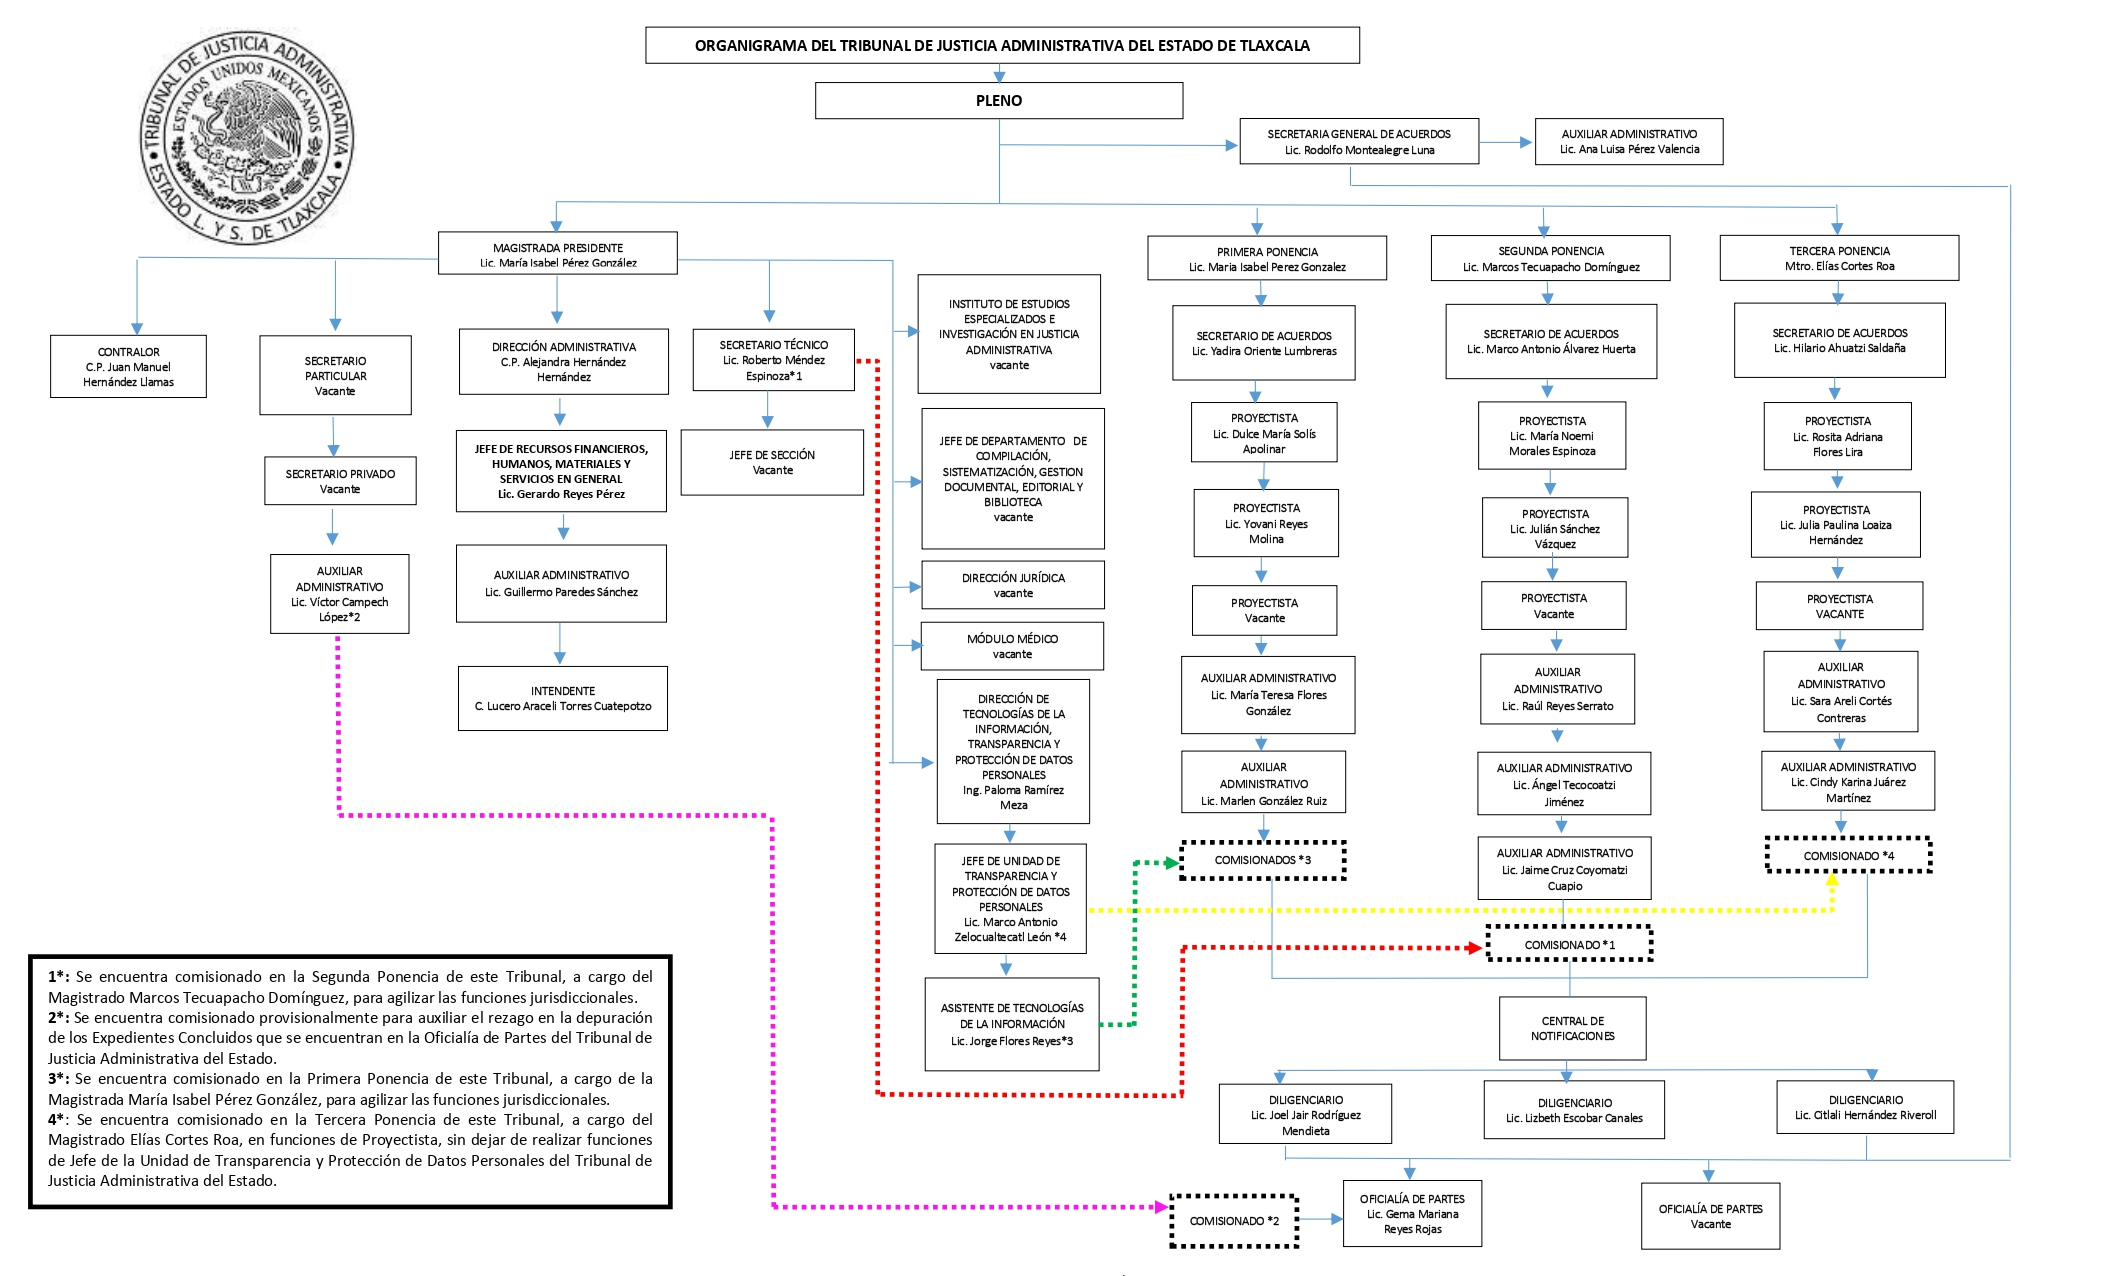 TRIBUNAL DE JUSTICIA ADMINISTRATIVA
ESTADO L. Y S. DE TLAXCALA
ESTADOS UNIDOS MEXICANOS
ORGANIGRAMA DEL TRIBUNAL DE JUSTICIA ADMINISTRATIVA DEL ESTADO DE TLAXCALA
PLENO
SECRETARIA GENERAL DE ACUERDOS
Lic. Rodolfo Montealegre Luna
AUXILIAR ADMINISTRATIVO
Lic. Ana Luisa Pérez Valencia
MAGISTRADA PRESIDENTE
Lic. María Isabel Pérez González
CONTRALOR
C.P. Juan Manuel
Hernández Llamas
SECRETARIO
PARTICULAR
Vacante
SECRETARIO PRIVADO
Vacante
AUXILIAR
ADMINISTRATIVO
Lic. Víctor Campech
López*2
DIRECCIÓN ADMINISTRATIVA
C.P. Alejandra Hernández
Hernández
JEFE DE RECURSOS FINANCIEROS,
HUMANOS, MATERIALES Y
SERVICIOS EN GENERAL
Lic. Gerardo Reyes Pérez
AUXILIAR ADMINISTRATIVO
Lic. Guillermo Paredes Sánchez
INTENDENTE
C. Lucero Araceli Torres Cuatepotzo
SECRETARIO TÉCNICO
Lic. Roberto Méndez
Espinoza*1
JEFE DE SECCIÓN
Vacante
INSTITUTO DE ESTUDIOS
ESPECIALIZADOS E
INVESTIGACIÓN EN JUSTICIA
ADMINISTRATIVA
vacante
JEFE DE DEPARTAMENTO DE
COMPILACIÓN,
SISTEMATIZACIÓN, GESTION
DOCUMENTAL, EDITORIAL Y
BIBLIOTECA
vacante
DIRECCIÓN JURÍDICA
vacante
MÓDULO MÉDICO
vacante
DIRECCIÓN DE
TECNOLOGÍAS DE LA
INFORMACIÓN,
TRANSPARENCIA Y
PROTECCIÓN DE DATOS
PERSONALES
Ing. Paloma Ramírez
Meza
JEFE DE UNIDAD DE
TRANSPARENCIA Y
PROTECCIÓN DE DATOS
PERSONALES
Lic. Marco Antonio
Zelocualtecatl León *4
ASISTENTE DE TECNOLOGÍAS
DE LA INFORMACIÓN
Lic. Jorge Flores Reyes*3
PRIMERA PONENCIA
Lic. Maria Isabel Perez Gonzalez
SECRETARIO DE ACUERDOS
Lic. Yadira Oriente Lumbreras
PROYECTISTA
Lic. Dulce María Solís
Apolinar
PROYECTISTA
Lic. Yovani Reyes
Molina
PROYECTISTA
Vacante
AUXILIAR ADMINISTRATIVO
Lic. María Teresa Flores
González
AUXILIAR
ADMINISTRATIVO
Lic. Marlen González Ruiz
COMISIONADOS *3
SEGUNDA PONENCIA
Lic. Marcos Tecuapacho Domínguez
SECRETARIO DE ACUERDOS
Lic. Marco Antonio Álvarez Huerta
PROYECTISTA
Lic. María Noemi
Morales Espinoza
PROYECTISTA
Lic. Julián Sánchez
Vázquez
PROYECTISTA
Vacante
AUXILIAR
ADMINISTRATIVO
Lic. Raúl Reyes Serrato
AUXILIAR ADMINISTRATIVO
Lic. Ángel Tecocoatzi
Jiménez
AUXILIAR ADMINISTRATIVO
Lic. Jaime Cruz Coyomatzi
Cuapio
COMISIONADO *1
TERCERA PONENCIA
Mtro. Elías Cortes Roa
SECRETARIO DE ACUERDOS
Lic. Hilario Ahuatzi Saldaña
PROYECTISTA
Lic. Rosita Adriana
Flores Lira
PROYECTISTA
Lic. Julia Paulina Loaiza
Hernández
PROYECTISTA
VACANTE
AUXILIAR
ADMINISTRATIVO
Lic. Sara Areli Cortés
Contreras
AUXILIAR ADMINISTRATIVO
Lic. Cindy Karina Juárez
Martínez
COMISIONADO *4
CENTRAL DE
NOTIFICACIONES
DILIGENCIARIO
Lic. Joel Jair Rodríguez
Mendieta
DILIGENCIARIO
Lic. Lizbeth Escobar Canales
DILIGENCIARIO
Lic. Citlali Hernández Riveroll
COMISIONADO *2
OFICIALÍA DE PARTES
Lic. Gema Mariana
Reyes Rojas
OFICIALÍA DE PARTES
Vacante
1*: Se encuentra comisionado en la Segunda Ponencia de este Tribunal, a cargo del
Magistrado Marcos Tecuapacho Domínguez, para agilizar las funciones jurisdiccionales.
2*: Se encuentra comisionado provisionalmente para auxiliar el rezago en la depuración
de los Expedientes Concluidos que se encuentran en la Oficialía de Partes del Tribunal de
Justicia Administrativa del Estado.
3*: Se encuentra comisionado en la Primera Ponencia de este Tribunal, a cargo de la
Magistrada María Isabel Pérez González, para agilizar las funciones jurisdiccionales.
4*: Se encuentra comisionado en la Tercera Ponencia de este Tribunal, a cargo del
Magistrado Elías Cortes Roa, en funciones de Proyectista, sin dejar de realizar funciones
de Jefe de la Unidad de Transparencia y Protección de Datos Personales del Tribunal de
Justicia Administrativa del Estado.